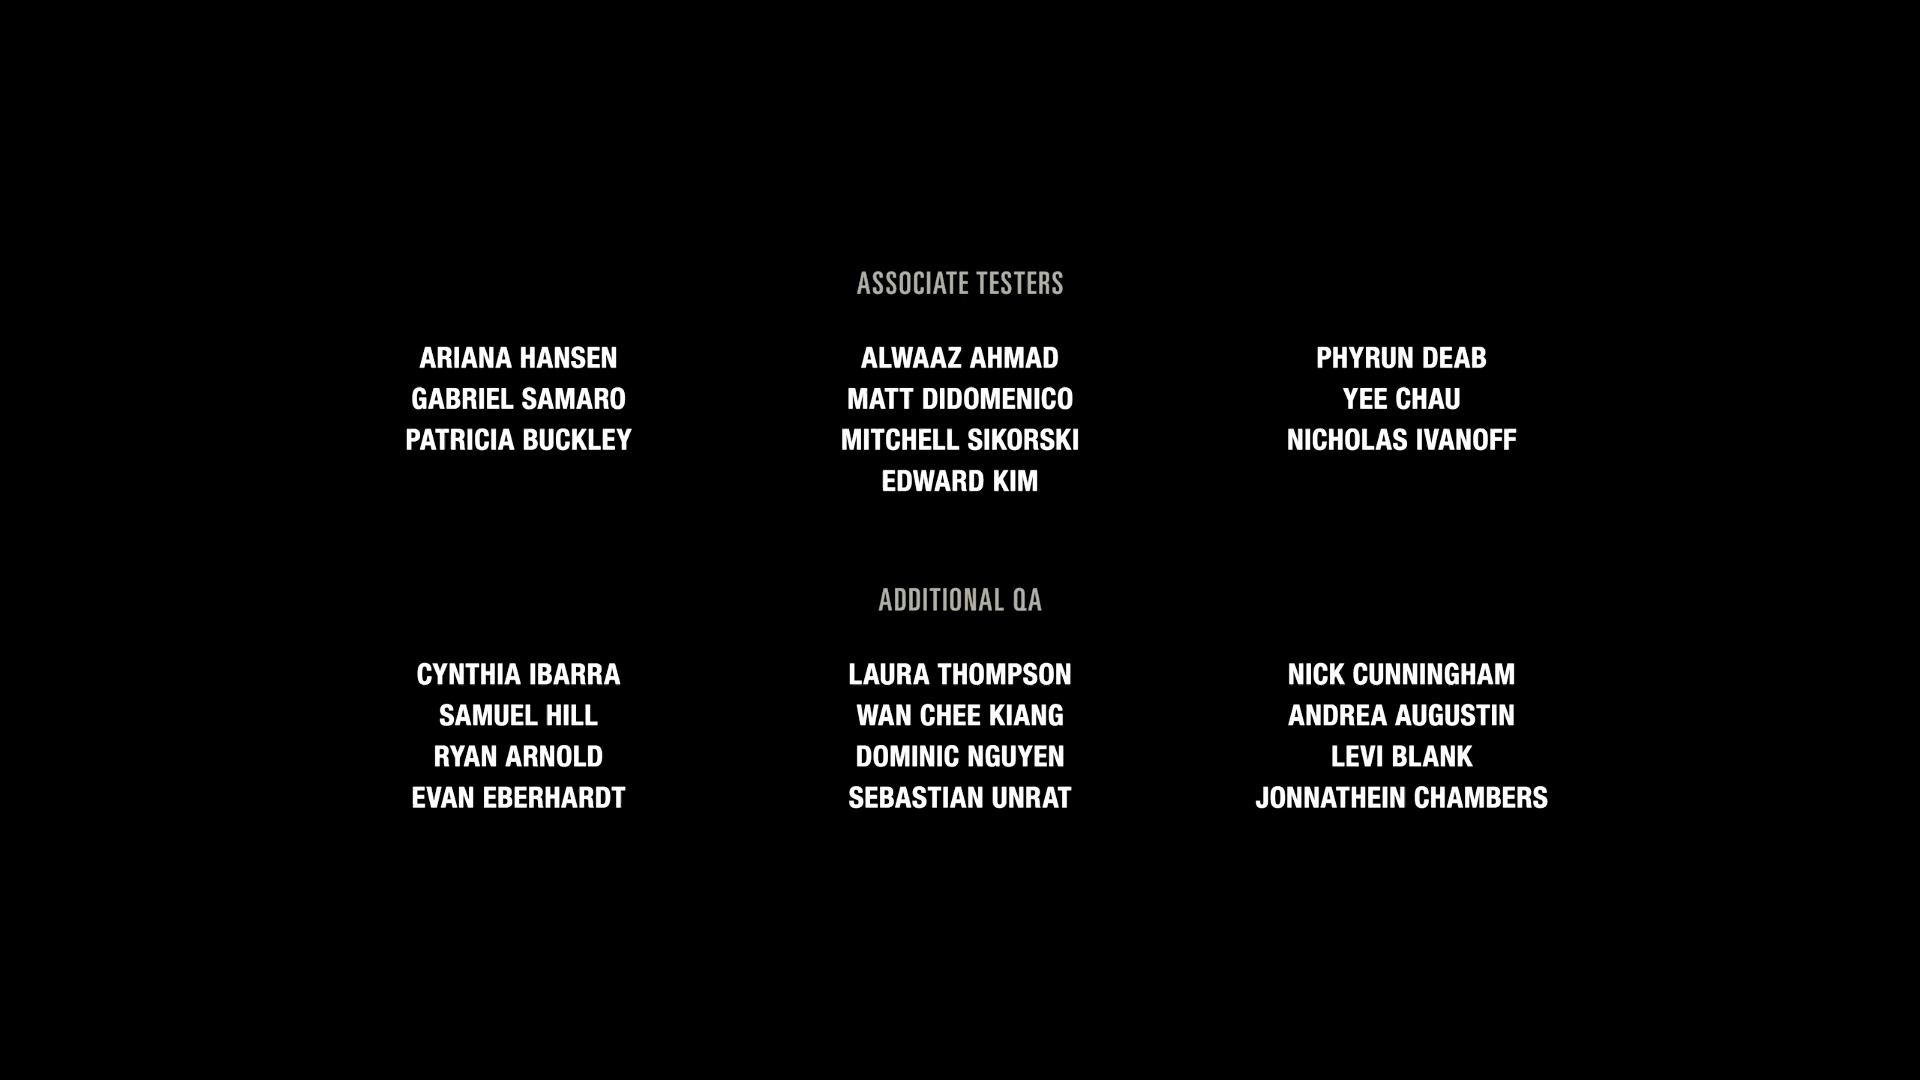 ASSOCIATE TESTERS
ARIANA HANSEN ALWAAZ AHMAD PHYRUN DEAB
GABRIEL SAMARO MATT DIDOMENICO YEE CHAU
PATRICIA BUCKLEY MITCHELL SIKORSKI NICHOLAS IVANOFF
EDWARD KIM
ADDITIONAL QA
CYNTHIA IBARRA LAURA THOMPSON NICK CUNNINGHAM
SAMUEL HILL WAN CHEE KIANG ANDREA AUGUSTIN
RYAN ARNOLD DOMINIC NGUYEN LEVI BLANK
EVAN EBERHARDT SEBASTIAN UNRAT JONNATHEIN CHAMBERS